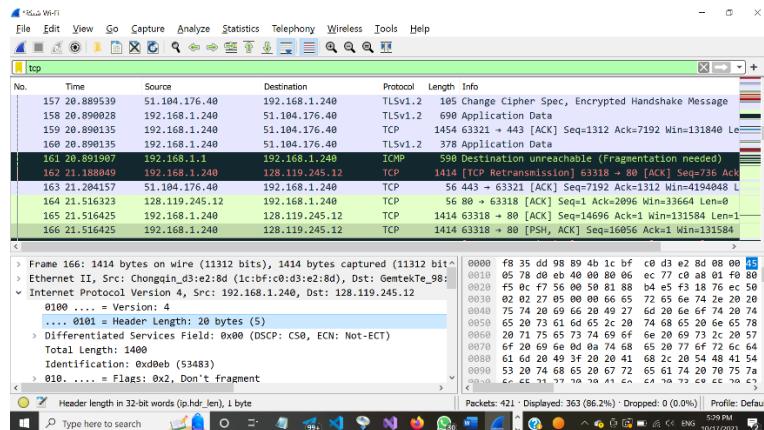 *شبكة Wi-Fi
File Edit View Go Capture Analyze Statistics Telephony Wireless Tools Help
tcp
No. Time Source Destination Protocol Length Info
157 20.889539 51.104.176.40 192.168.1.240 TLSv1.2 105 Change Cipher Spec, Encrypted Handshake Message
158 20.890028 192.168.1.240 51.104.176.40 TLSv1.2 690 Application Data
159 20.890135 192.168.1.240 51.104.176.40 TCP 1454 63321 → 443 [ACK] Seq=1312 Ack=7192 Win=131840 Le
160 20.890135 192.168.1.240 51.104.176.40 TLSv1.2 378 Application Data
161 20.891907 192.168.1.1 192.168.1.240 ICMP 590 Destination unreachable (Fragmentation needed)
162 21.188049 192.168.1.240 128.119.245.12 TCP 1414 [TCP Retransmission] 63318 → 80 [ACK] Seq=736 Ack
163 21.204157 51.104.176.40 192.168.1.240 TCP 56 443 → 63321 [ACK] Seq=7192 Ack=1312 Win=4194048 L
164 21.516323 128.119.245.12 192.168.1.240 TCP 56 80 → 63318 [ACK] Seq=1 Ack=2096 Win=33664 Len=0
165 21.516425 192.168.1.240 128.119.245.12 TCP 1414 63318 → 80 [ACK] Seq=14696 Ack=1 Win=131584 Len=1
166 21.516425 192.168.1.240 128.119.245.12 TCP 1414 63318 → 80 [PSH, ACK] Seq=16056 Ack=1 Win=131584
Frame 166: 1414 bytes on wire (11312 bits), 1414 bytes captured (11312 bit
Ethernet II, Src: Chongqin_d3:e2:8d (1c:bf:c0:d3:e2:8d), Dst: GemtekTe_98:
Internet Protocol Version 4, Src: 192.168.1.240, Dst: 128.119.245.12
0100 .... = Version: 4
.... 0101 = Header Length: 20 bytes (5)
Differentiated Services Field: 0x00 (DSCP: CS0, ECN: Not-ECT)
Total Length: 1400
Identification: 0xd0eb (53483)
010. .... = Flags: 0x2, Don't fragment
0000 f8 35 dd 98 89 4b 1c bf c0 d3 e2 8d 08 00 45
0010 05 78 d0 eb 40 00 80 06 ec 77 c0 a8 01 f0 80
0020 f5 0c f7 56 00 50 81 88 b4 e5 f3 18 76 ec 50
0030 02 02 27 05 00 00 66 65 72 65 6e 74 2e 20 20
0040 75 74 20 69 66 20 49 27 6d 20 6e 6f 74 20 74
0050 65 20 73 61 6d 65 2c 20 74 68 65 20 6e 65 78
0060 20 71 75 65 73 74 69 6f 6e 20 69 73 2c 20 57
0070 6f 20 69 6e 0d 0a 74 68 65 20 77 6f 72 6c 64
0080 61 6d 20 49 3f 20 20 41 68 2c 20 54 48 41 54
0090 53 20 74 68 65 20 67 72 65 61 74 20 70 75 7a
Header length in 32-bit words (ip.hdr_len), 1 byte
Packets: 421 · Displayed: 363 (86.2%) · Dropped: 0 (0.0%)
Profile: Defau
Type here to search
99+
30
ENG
5:29 PM
10/17/2023